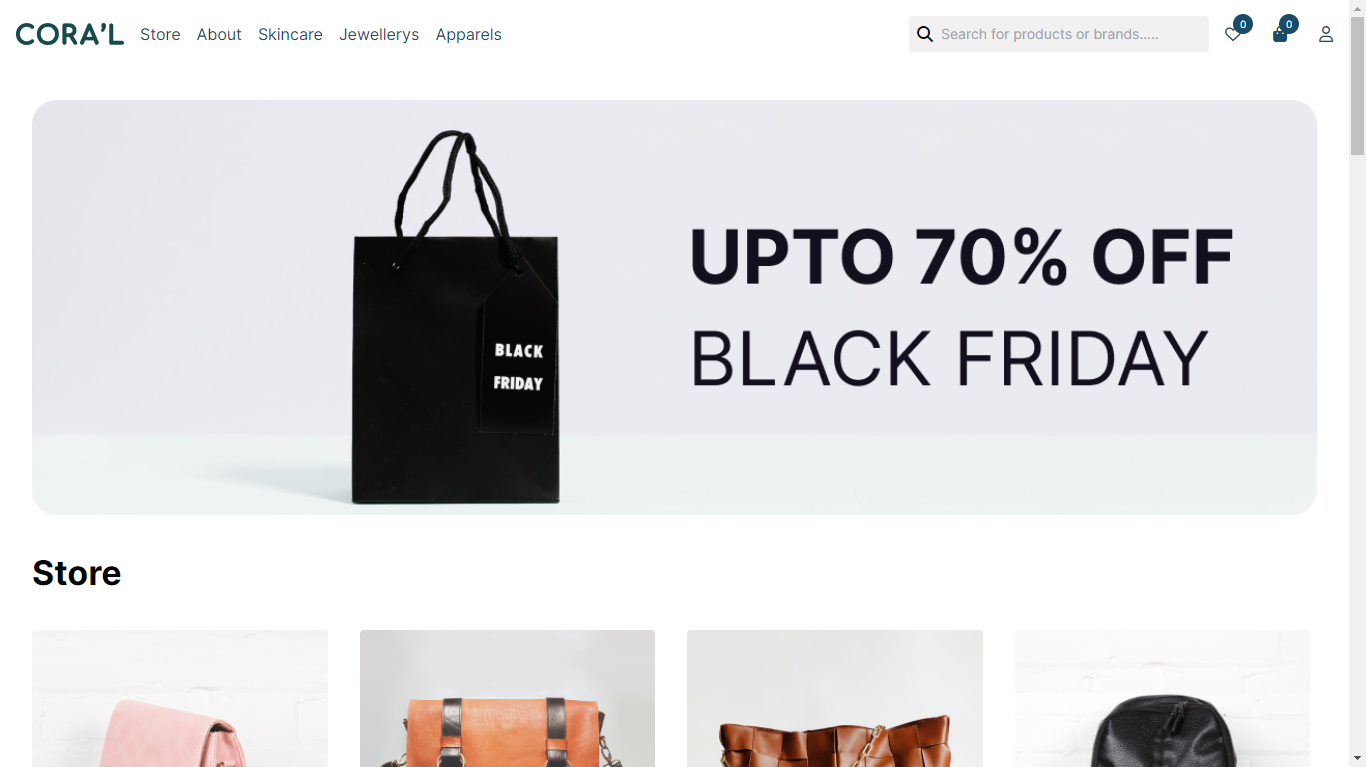 CORA'L Store About Skincare Jewellerys Apparels Search for products or brands..... 0 0
UPTO 70% OFF
BLACK FRIDAY
BLACK
FRIDAY
Store